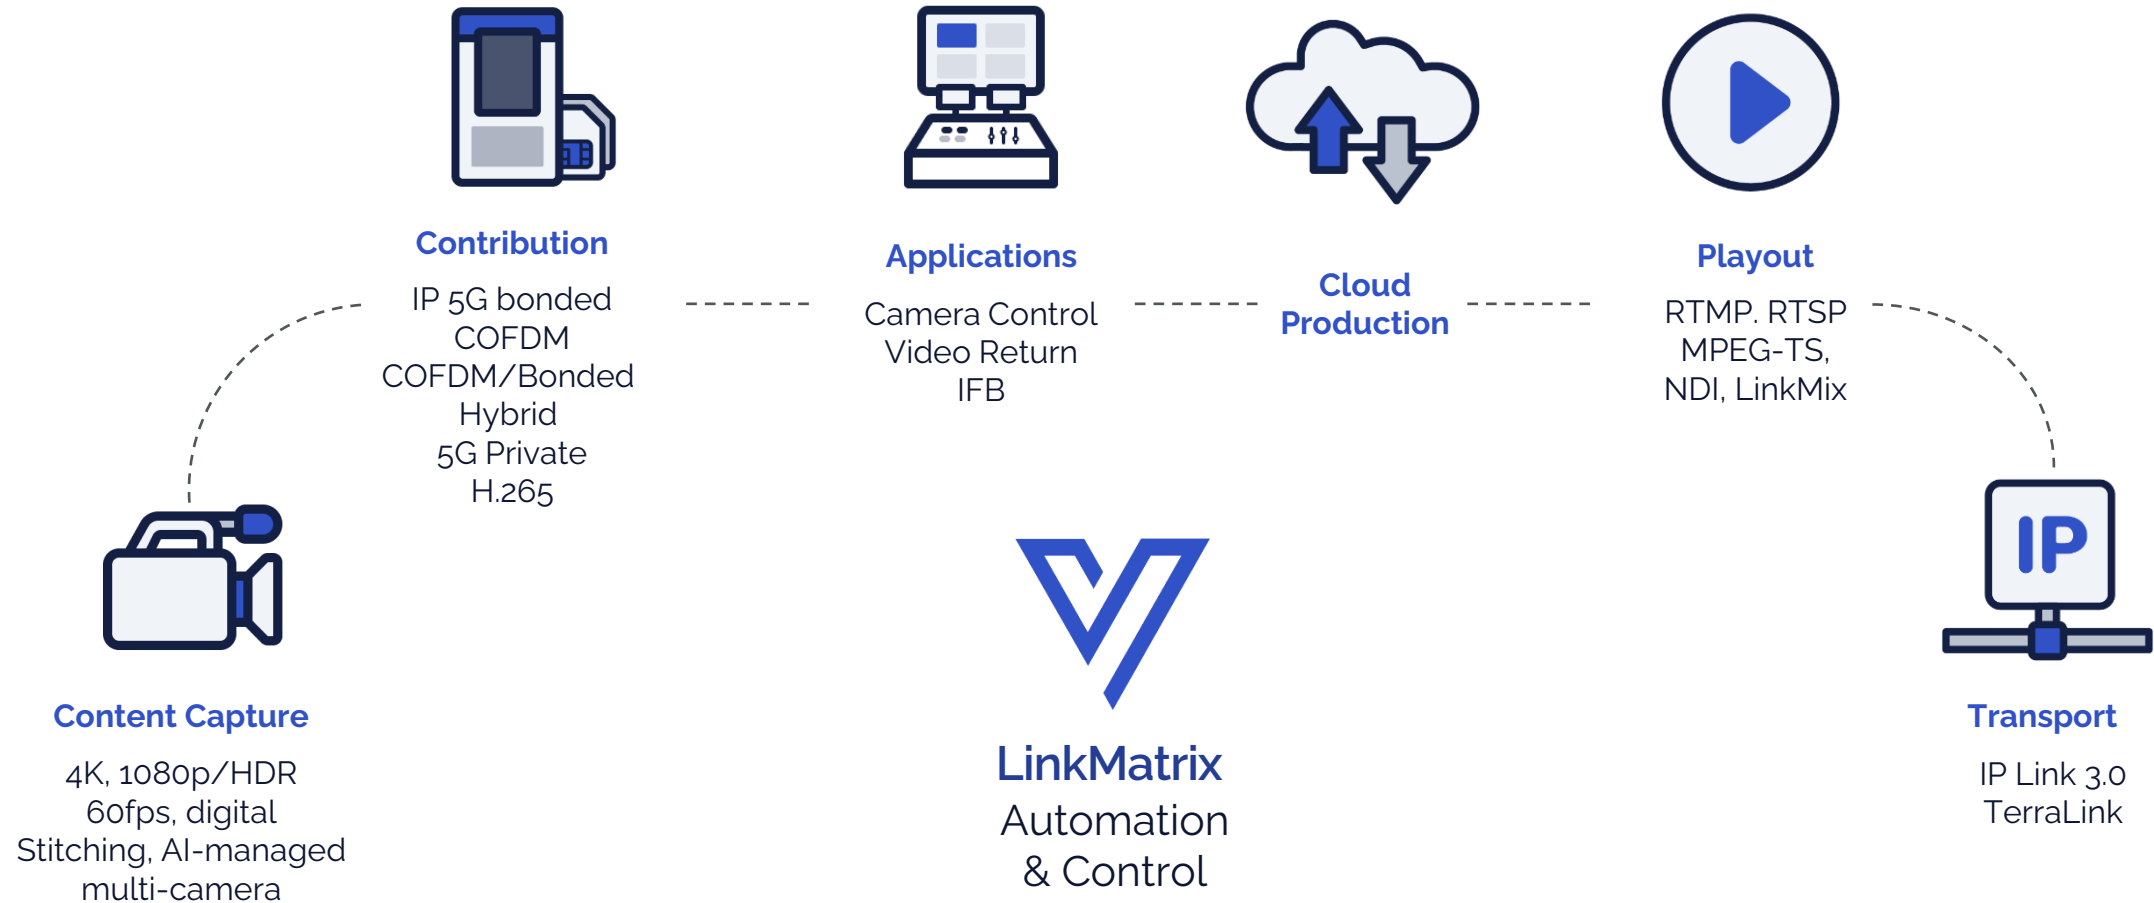 Contribution
IP 5G bonded
COFDM
COFDM/Bonded
Hybrid
5G Private
H.265
Applications
Camera Control
Video Return
IFB
Cloud
Production
Playout
RTMP. RTSP
MPEG-TS,
NDI, LinkMix
Content Capture
4K, 1080p/HDR
60fps, digital
Stitching, AI-managed
multi-camera
LinkMatrix
Automation
& Control
IP
Transport
IP Link 3.0
TerraLink